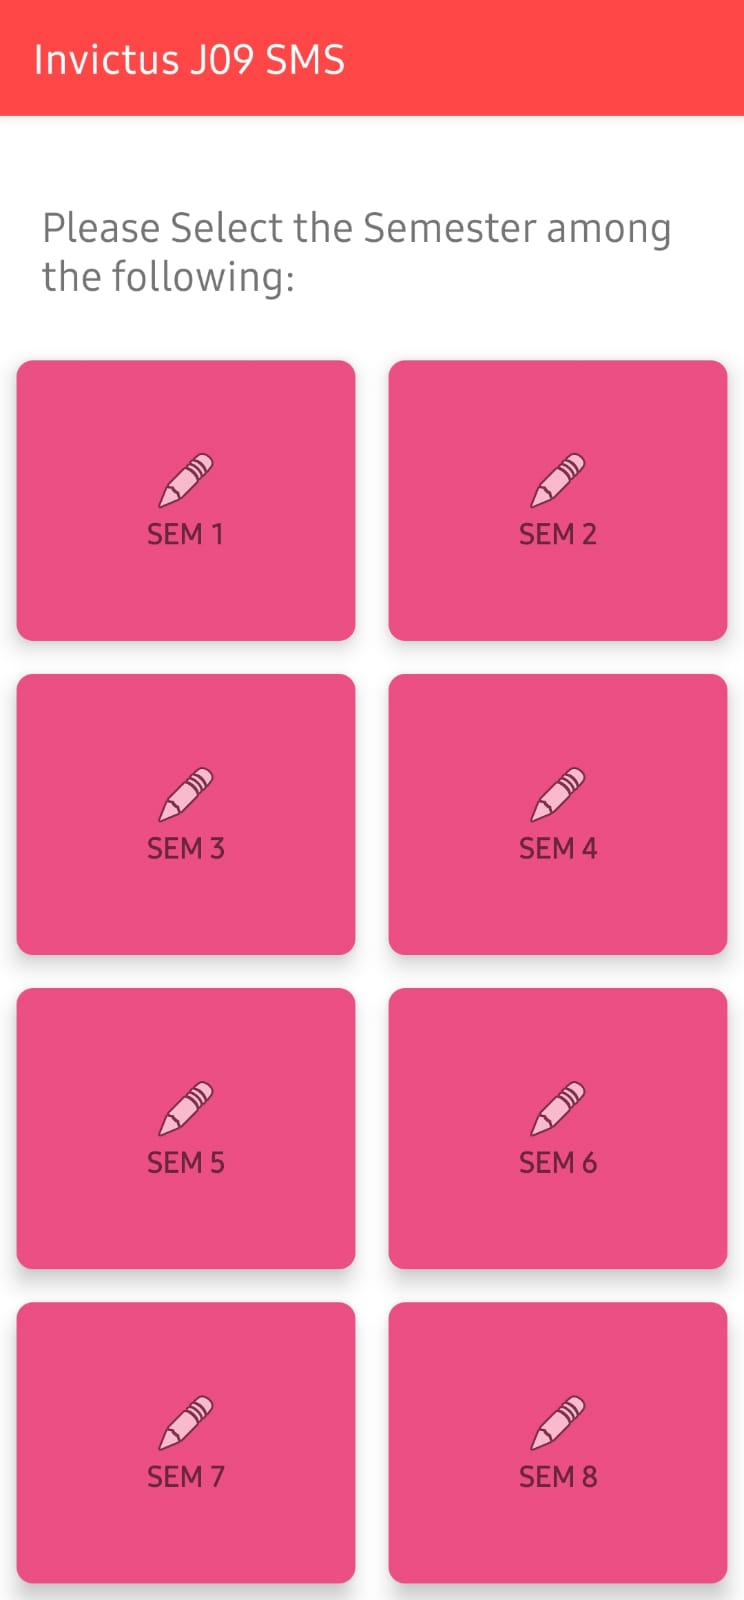 Invictus J09 SMS
Please Select the Semester among
the following:
SEM 1
SEM 2
SEM 3
SEM 4
SEM 5
SEM 6
SEM 7
SEM 8